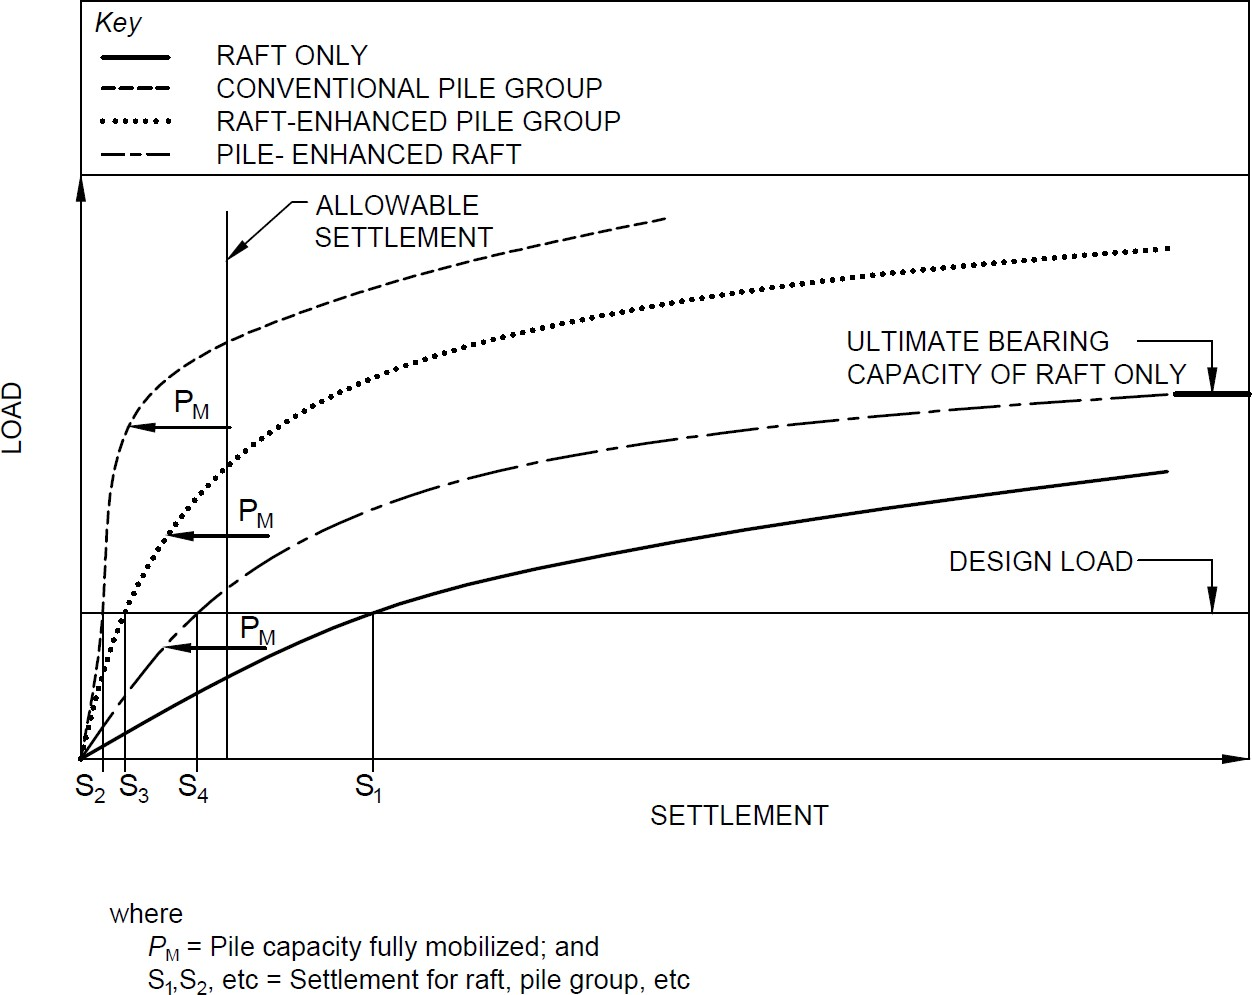 Key
RAFT ONLY
CONVENTIONAL PILE GROUP
RAFT-ENHANCED PILE GROUP
PILE- ENHANCED RAFT
ALLOWABLE
SETTLEMENT
ULTIMATE BEARING
CAPACITY OF RAFT ONLY
PM
PM
DESIGN LOAD
PM
LOAD
S2 S3 S4 S1
SETTLEMENT
where
PM = Pile capacity fully mobilized; and
S1,S2, etc = Settlement for raft, pile group, etc